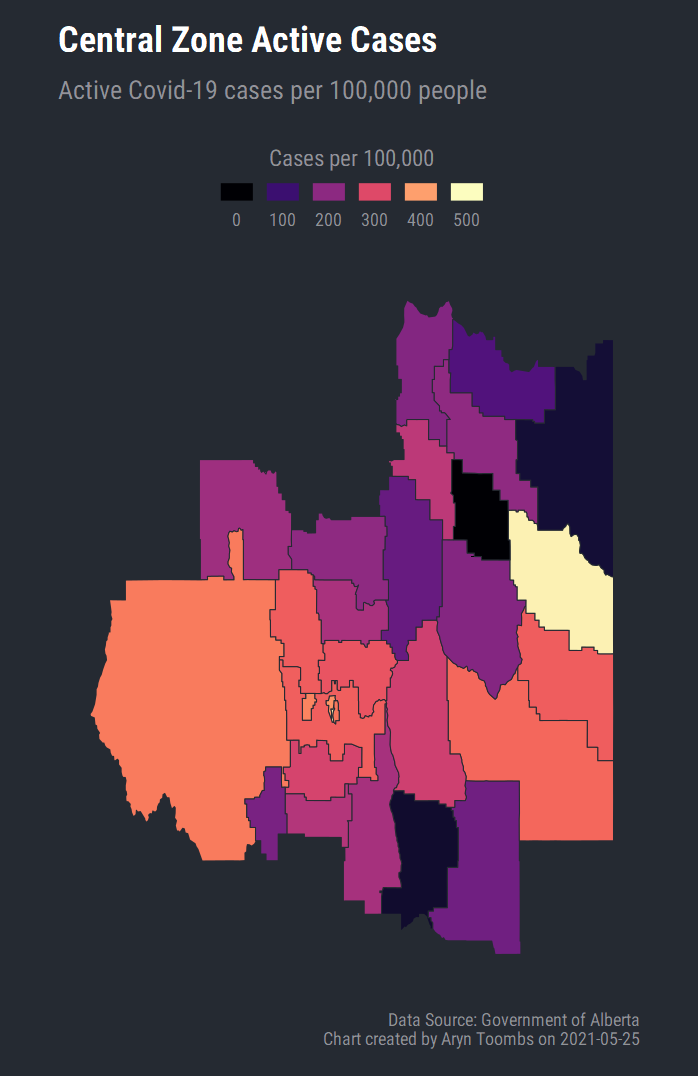 Central Zone Active Cases
Active Covid-19 cases per 100,000 people
Cases per 100,000
0 100 200 300 400 500
Data Source: Government of Alberta
Chart created by Aryn Toombs on 2021-05-25